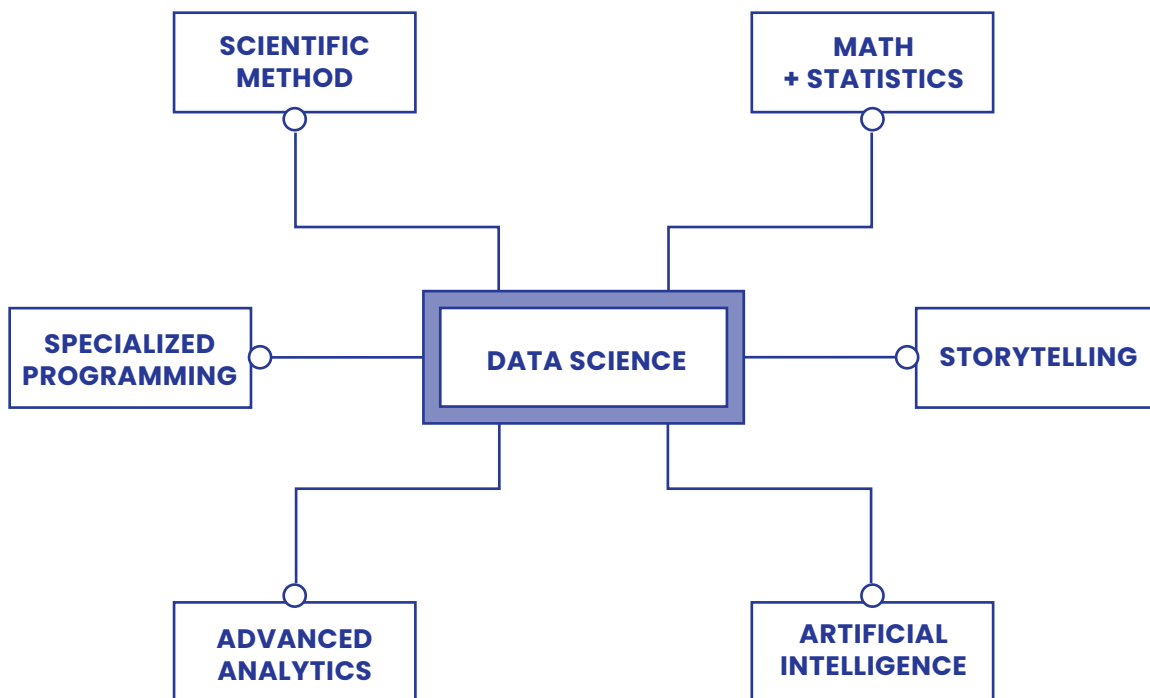 SCIENTIFIC
METHOD
MATH
+ STATISTICS
SPECIALIZED
PROGRAMMING
DATA SCIENCE
STORYTELLING
ADVANCED
ANALYTICS
ARTIFICIAL
INTELLIGENCE